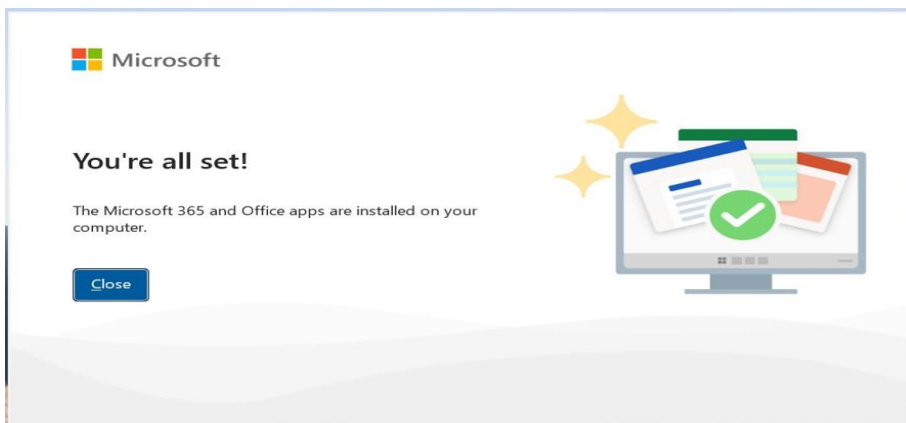 Microsoft
You're all set!
The Microsoft 365 and Office apps are installed on your
computer.
Close